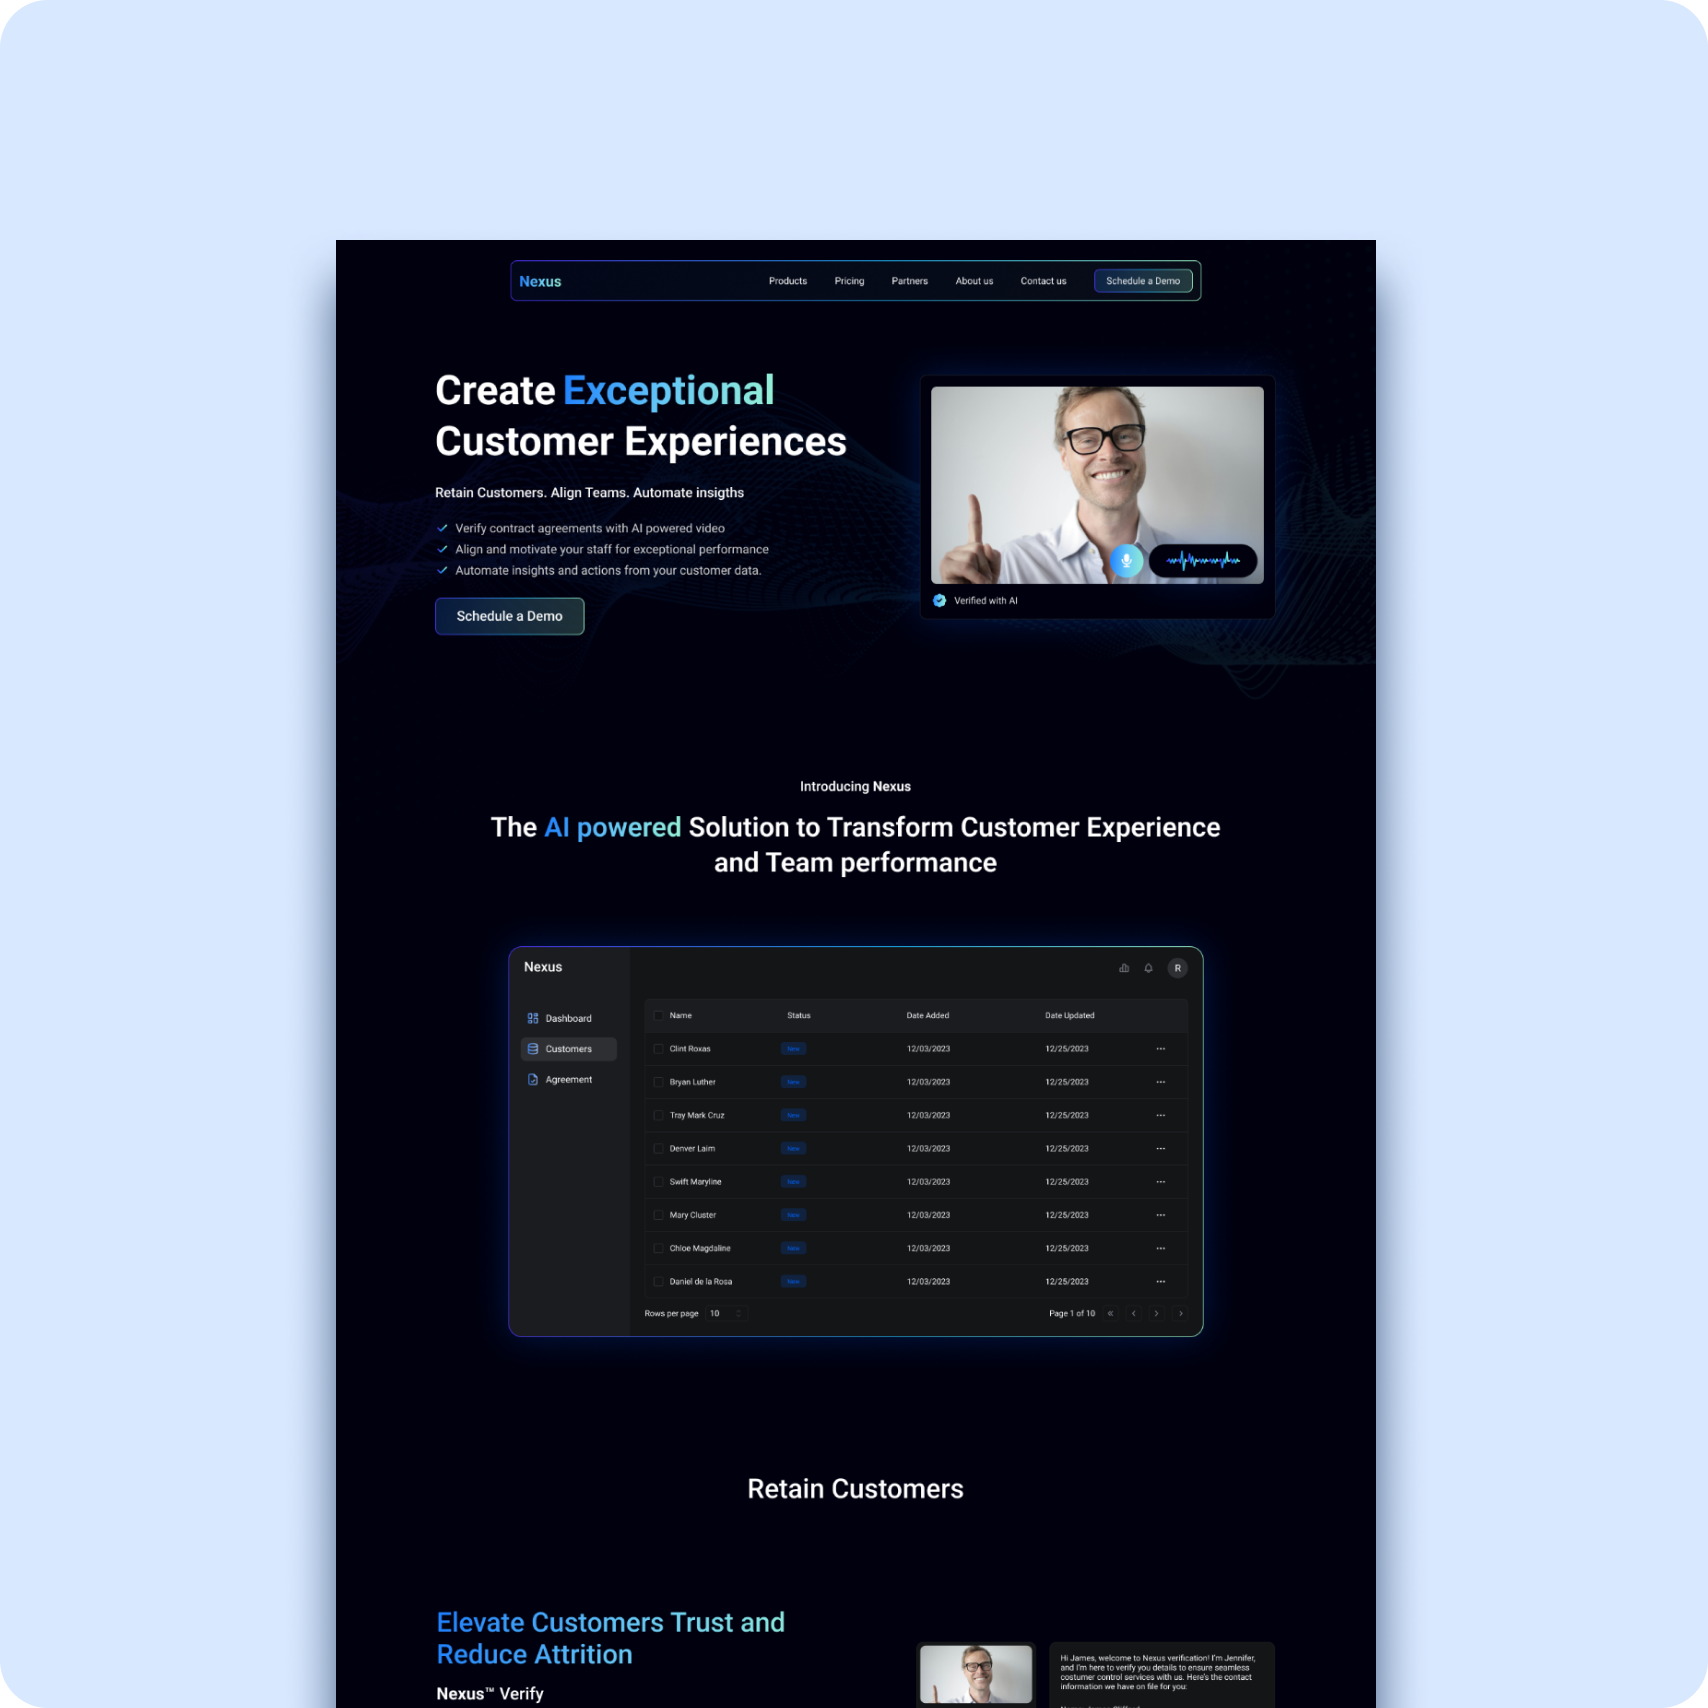 Nexus
Products Pricing Partners About us Contact us Schedule a Demo
Create Exceptional
Customer Experiences
Retain Customers. Align Teams. Automate insigths
Verify contract agreements with AI powered video
Align and motivate your staff for exceptional performance
Automate insights and actions from your customer data.
Schedule a Demo
Verified with AI
Introducing Nexus
The AI powered Solution to Transform Customer Experience
and Team performance
Nexus
R
Dashboard
Customers
Agreement
Name Status Date Added Date Updated
Clint Roxas New 12/03/2023 12/25/2023
Bryan Luther New 12/03/2023 12/25/2023
Tray Mark Cruz New 12/03/2023 12/25/2023
Denver Laim New 12/03/2023 12/25/2023
Swift Maryline New 12/03/2023 12/25/2023
Mary Cluster New 12/03/2023 12/25/2023
Chloe Magdaline New 12/03/2023 12/25/2023
Daniel de la Rosa New 12/03/2023 12/25/2023
Rows per page 10 Page 1 of 10
Retain Customers
Elevate Customers Trust and
Reduce Attrition
Nexus™ Verify
Hi James, welcome to Nexus verification! I'm Jennifer,
and I'm here to verify you details to ensure seamless
costumer control services with us. Here's the contact
information we have on file for you: